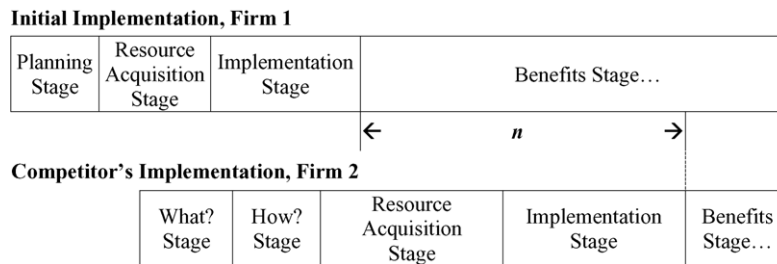 Initial Implementation, Firm 1
Planning Stage
Resource Acquisition Stage
Implementation Stage
Benefits Stage…
n
Competitor's Implementation, Firm 2
What? Stage
How? Stage
Resource Acquisition Stage
Implementation Stage
Benefits Stage…